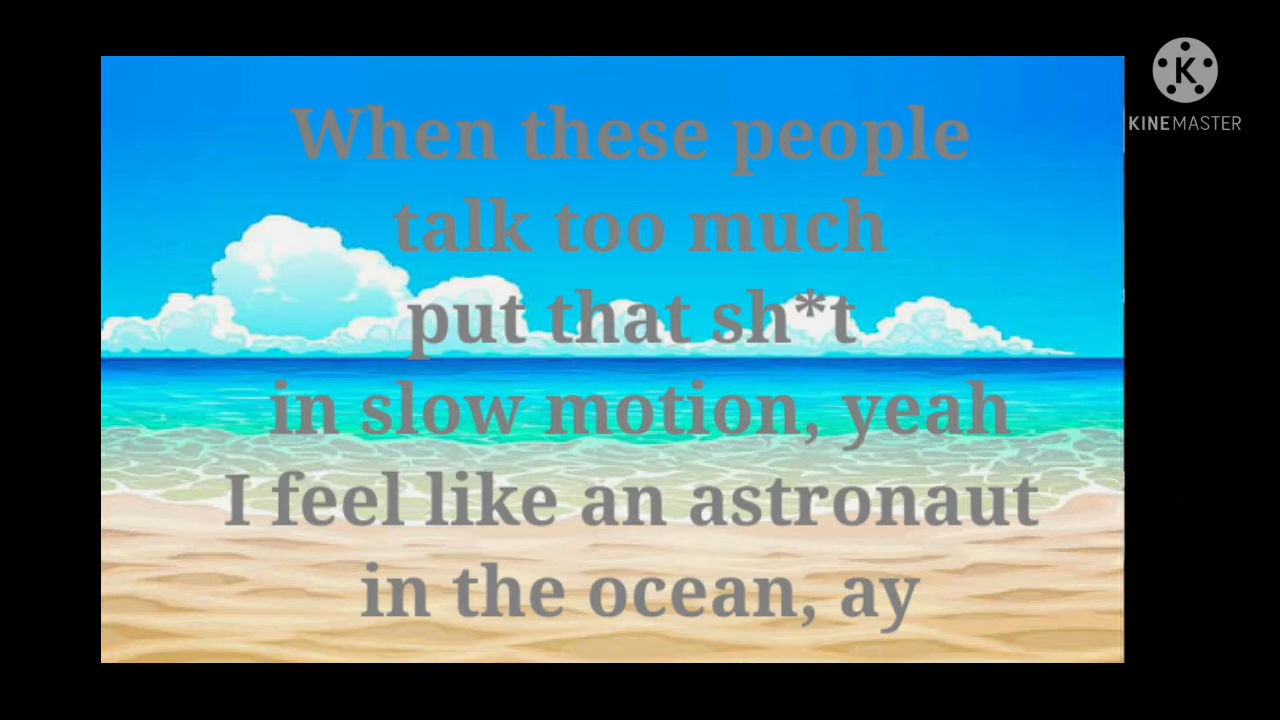 When these people
talk too much
put that sh*t
in slow motion, yeah
I feel like an astronaut
in the ocean, ay
K
KINEMASTER